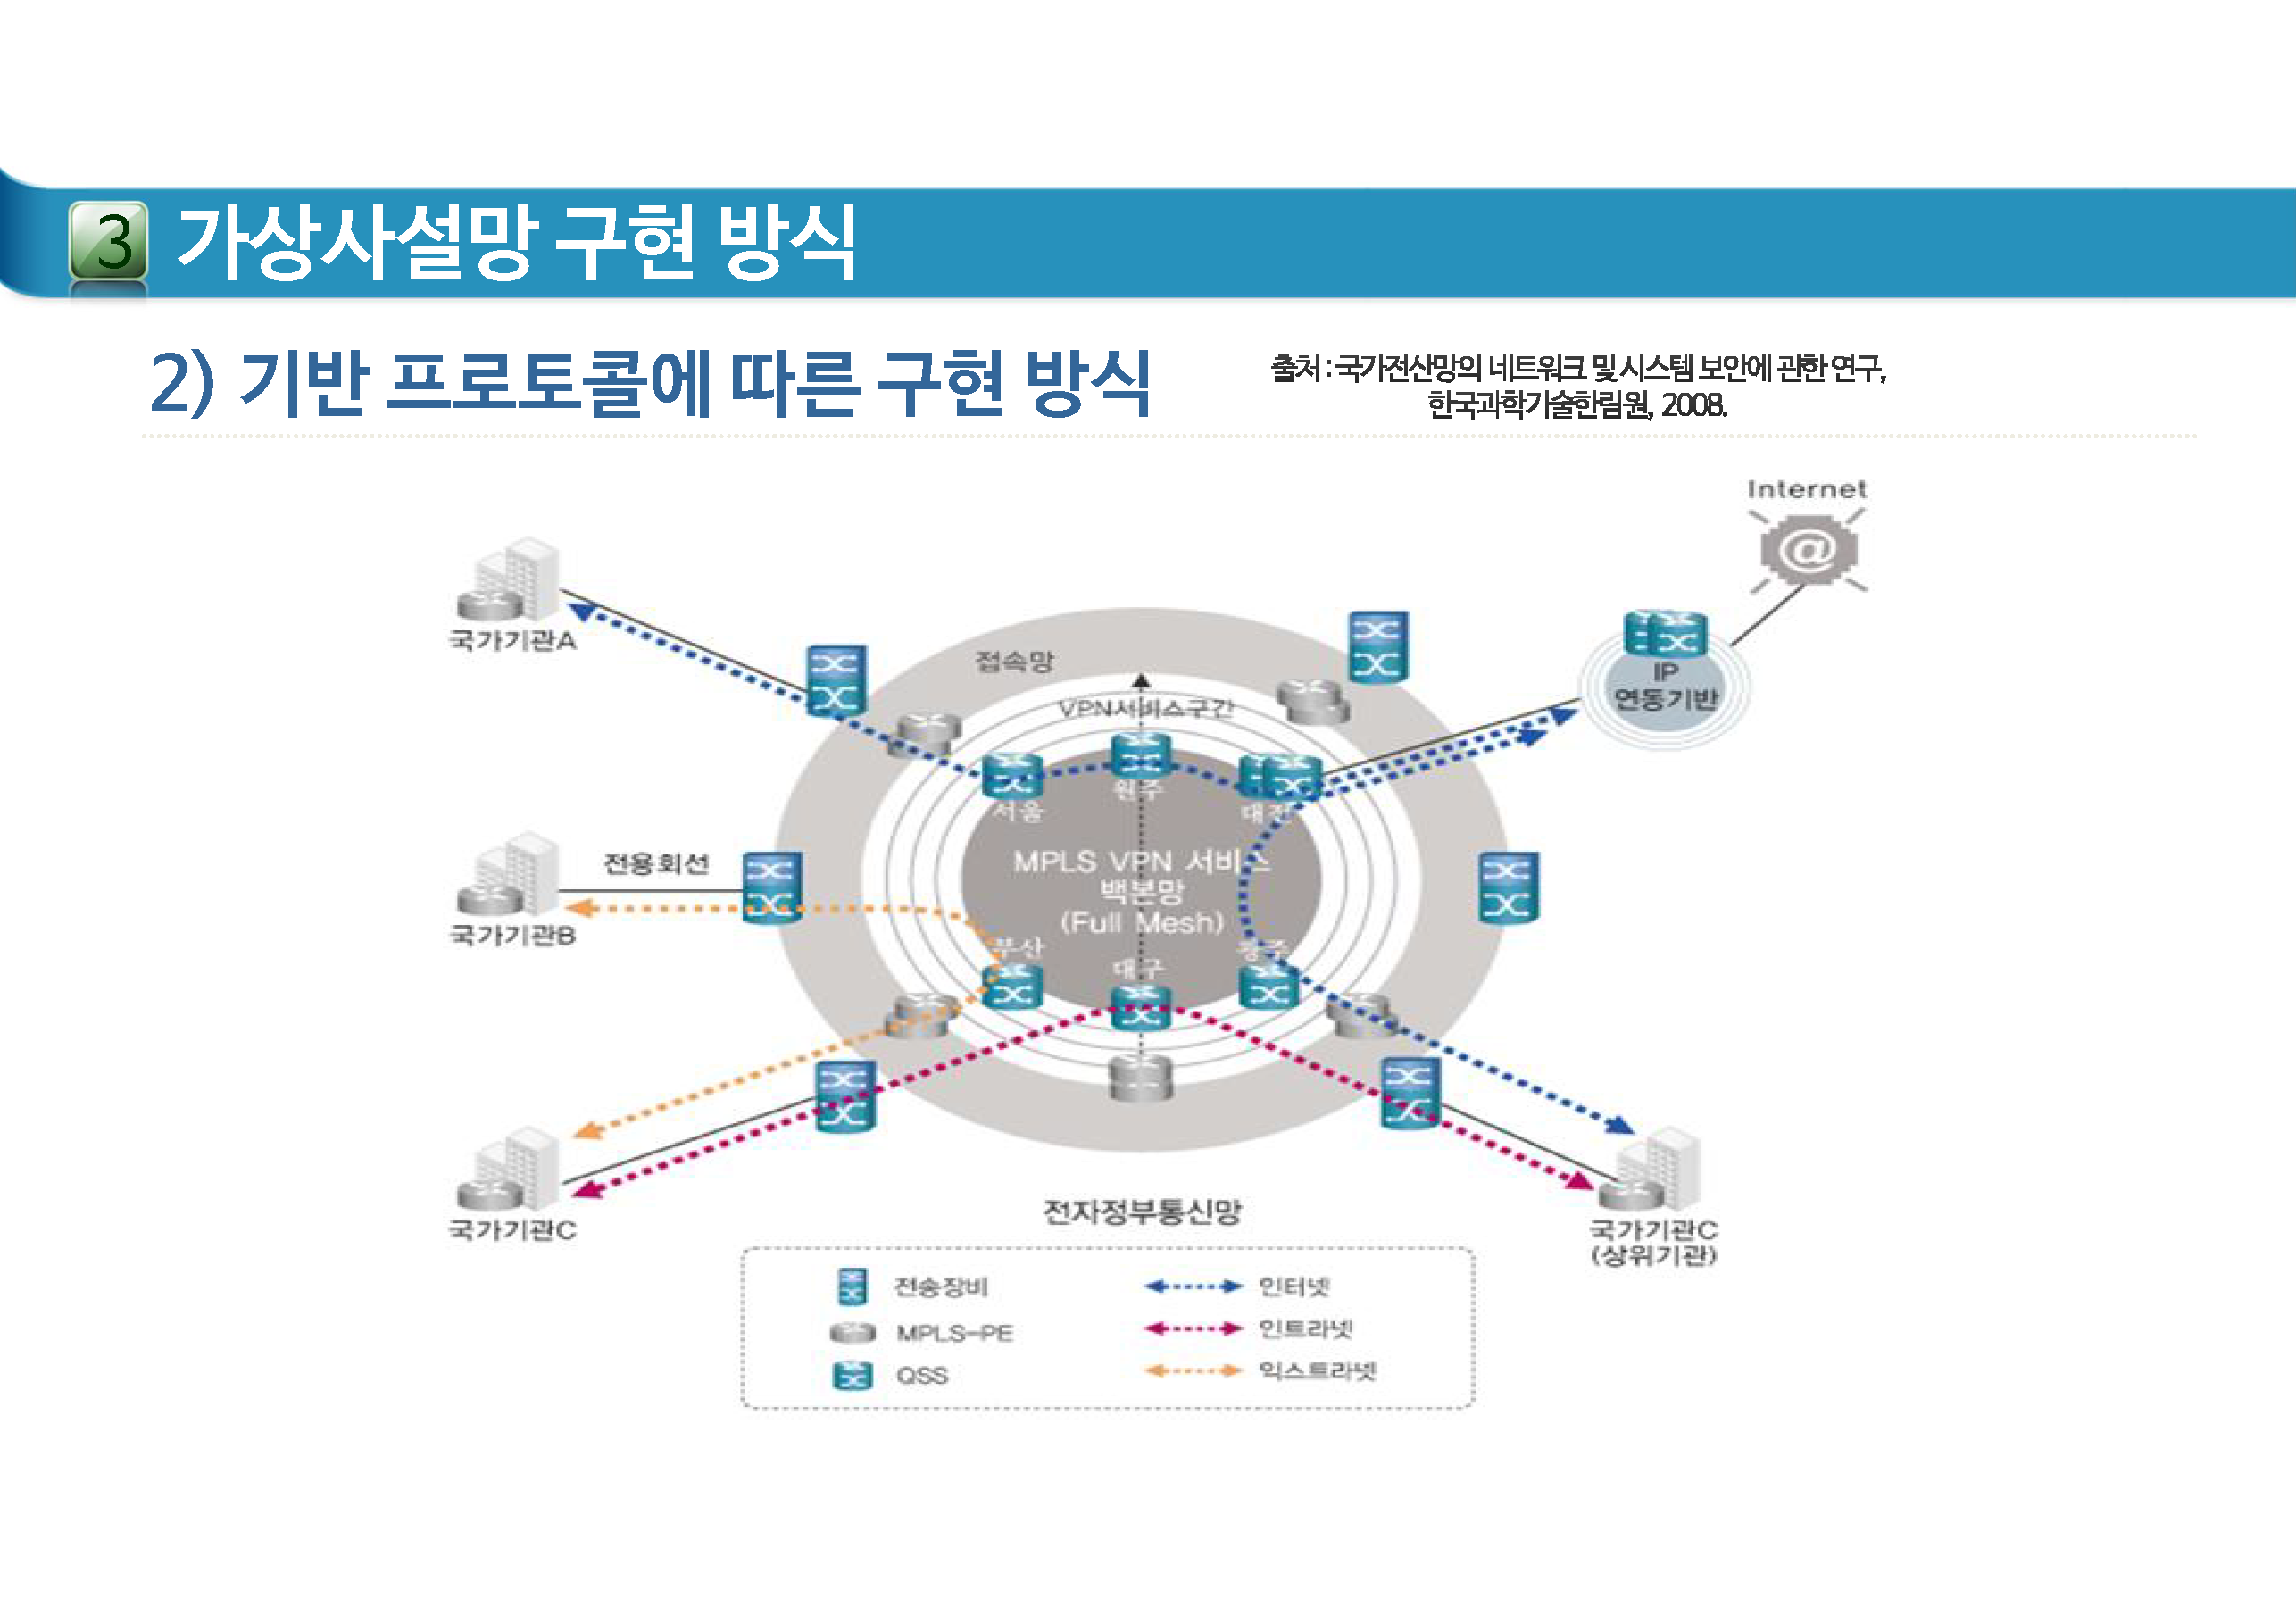 3 가상사설망 구현 방식
2) 기반 프로토콜에 따른 구현 방식
출처 : 국가전산망의 네트워크 및 시스템 보안에 관한 연구,
한국과학기술한림원, 2008.
Internet
@
국가기관A
접속망
IP
연동기반
VPN서비스구간
원주
서울
대전
MPLS VPN 서비스
백본망
(Full Mesh)
전용회선
국가기관B
부산
대구
광주
국가기관C
전자정부통신망
국가기관C
(상위기관)
전송장비
인터넷
MPLS-PE
인트라넷
QSS
익스트라넷